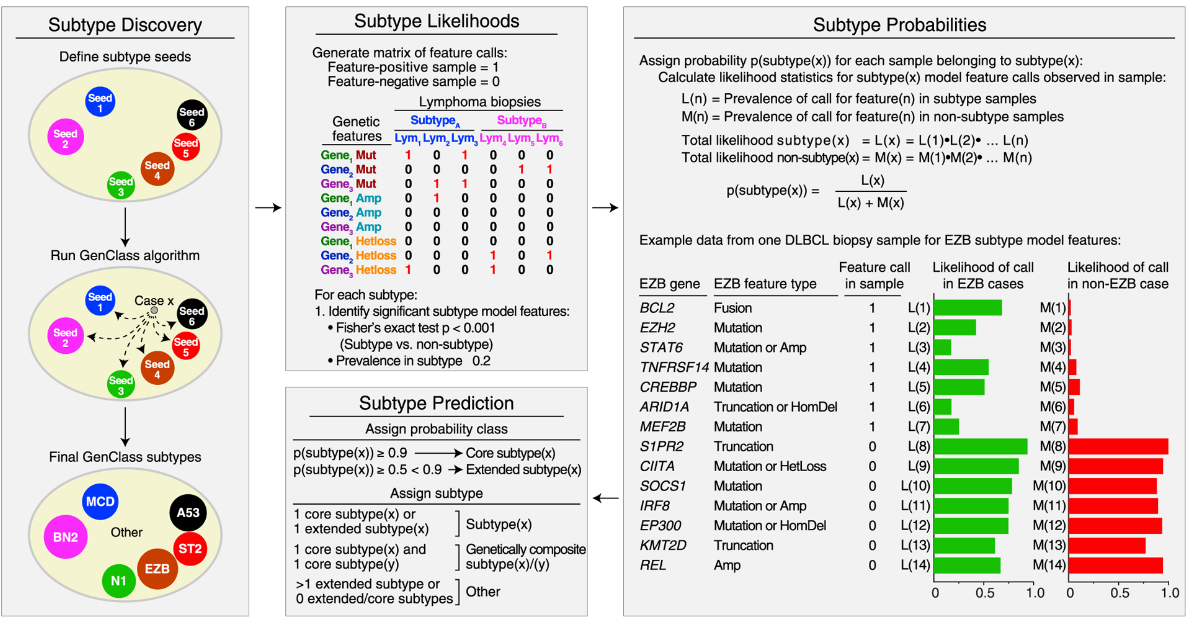 Subtype Discovery
Define subtype seeds
Seed 1
Seed 2
Seed 6
Seed 5
Seed 4
Seed 3
Run GenClass algorithm
Case x
Seed 1
Seed 2
Seed 6
Seed 5
Seed 4
Seed 3
Final GenClass subtypes
MCD
A53
BN2
Other
ST2
EZB
N1
Subtype Likelihoods
Generate matrix of feature calls:
Feature-positive sample = 1
Feature-negative sample = 0
Lymphoma biopsies
Genetic features
SubtypeA SubtypeB
Lym1 Lym2 Lym3 Lym4 Lym5 Lym6
Gene1 Mut 1 0 1 0 0 0
Gene2 Mut 0 0 0 0 1 1
Gene3 Mut 0 1 1 0 0 0
Gene1 Amp 0 1 0 0 0 0
Gene2 Amp 0 0 0 0 0 0
Gene3 Amp 0 0 0 0 0 0
Gene1 Hetloss 0 0 0 0 0 0
Gene2 Hetloss 0 0 0 1 0 1
Gene3 Hetloss 1 0 0 1 0 0
For each subtype:
1. Identify significant subtype model features:
• Fisher's exact test p < 0.001
(Subtype vs. non-subtype)
• Prevalence in subtype 0.2
Subtype Prediction
Assign probability class
p(subtype(x)) ≥ 0.9 → Core subtype(x)
p(subtype(x)) ≥ 0.5 < 0.9 → Extended subtype(x)
Assign subtype
1 core subtype(x) or
1 extended subtype(x)
Subtype(x)
1 core subtype(x) and
1 core subtype(y)
Genetically composite
subtype(x)/(y)
>1 extended subtype or
0 extended/core subtypes
Other
Subtype Probabilities
Assign probability p(subtype(x)) for each sample belonging to subtype(x):
Calculate likelihood statistics for subtype(x) model feature calls observed in sample:
L(n) = Prevalence of call for feature(n) in subtype samples
M(n) = Prevalence of call for feature(n) in non-subtype samples
Total likelihood subtype(x) = L(x) = L(1)•L(2)• ... L(n)
Total likelihood non-subtype(x) = M(x) = M(1)•M(2)• ... M(n)
p(subtype(x)) = L(x) / L(x) + M(x)
Example data from one DLBCL biopsy sample for EZB subtype model features:
EZB gene
EZB feature type
Feature call in sample
Likelihood of call in EZB cases
Likelihood of call in non-EZB case
BCL2 Fusion 1 L(1) M(1)
EZH2 Mutation 1 L(2) M(2)
STAT6 Mutation or Amp 1 L(3) M(3)
TNFRSF14 Mutation 1 L(4) M(4)
CREBBP Mutation 1 L(5) M(5)
ARID1A Truncation or HomDel 1 L(6) M(6)
MEF2B Mutation 1 L(7) M(7)
S1PR2 Truncation 0 L(8) M(8)
CIITA Mutation or HetLoss 0 L(9) M(9)
SOCS1 Mutation 0 L(10) M(10)
IRF8 Mutation or Amp 0 L(11) M(11)
EP300 Mutation or HomDel 0 L(12) M(12)
KMT2D Truncation 0 L(13) M(13)
REL Amp 0 L(14) M(14)
0 0.5 1.0 0 0.5 1.0